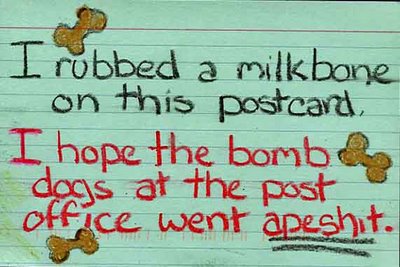 I rubbed a milkbone
on this postcard.
I hope the bomb
dogs at the post
office went apeshit.